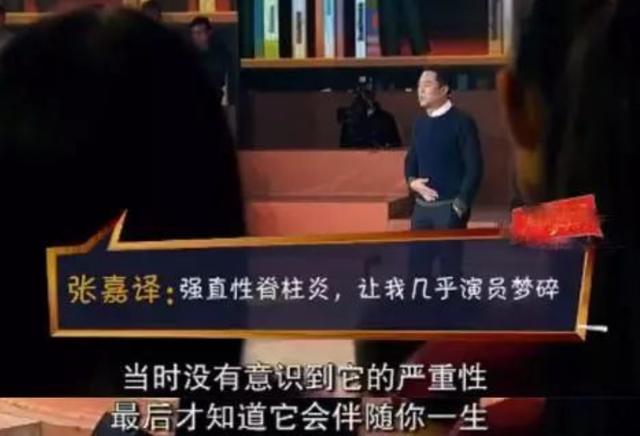 张嘉译:强直性脊柱炎，让我几乎演员梦碎
当时没有意识到它的严重性
最后才知道它会伴随你一生